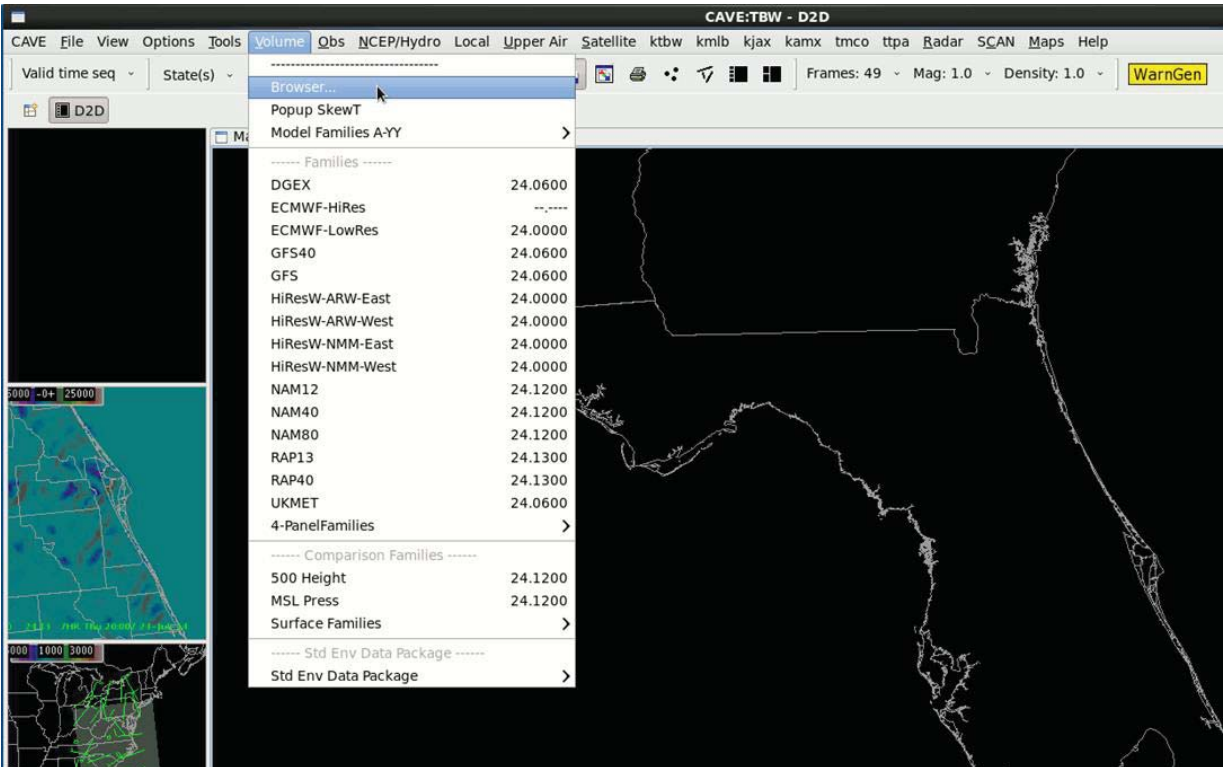 CAVE:TBW - D2D
CAVE File View Options Tools Volume Obs NCEP/Hydro Local Upper Air Satellite ktbw kmlb kjax kamx tmco ttpa Radar SCAN Maps Help
Valid time seq State(s) Frames: 49 Mag: 1.0 Density: 1.0 WarnGen
D2D
Browser...
Popup SkewT
Model Families A-YY
------ Families ------
DGEX 24.0600
ECMWF-HiRes --.----
ECMWF-LowRes 24.0000
GFS40 24.0600
GFS 24.0600
HiResW-ARW-East 24.0000
HiResW-ARW-West 24.0000
HiResW-NMM-East 24.0000
HiResW-NMM-West 24.0000
NAM12 24.1200
NAM40 24.1200
NAM80 24.1200
RAP13 24.1300
RAP40 24.1300
UKMET 24.0600
4-PanelFamilies
------ Comparison Families ------
500 Height 24.1200
MSL Press 24.1200
Surface Families
------ Std Env Data Package ------
Std Env Data Package
Ma
5000 -0+ 25000
000 1000 3000